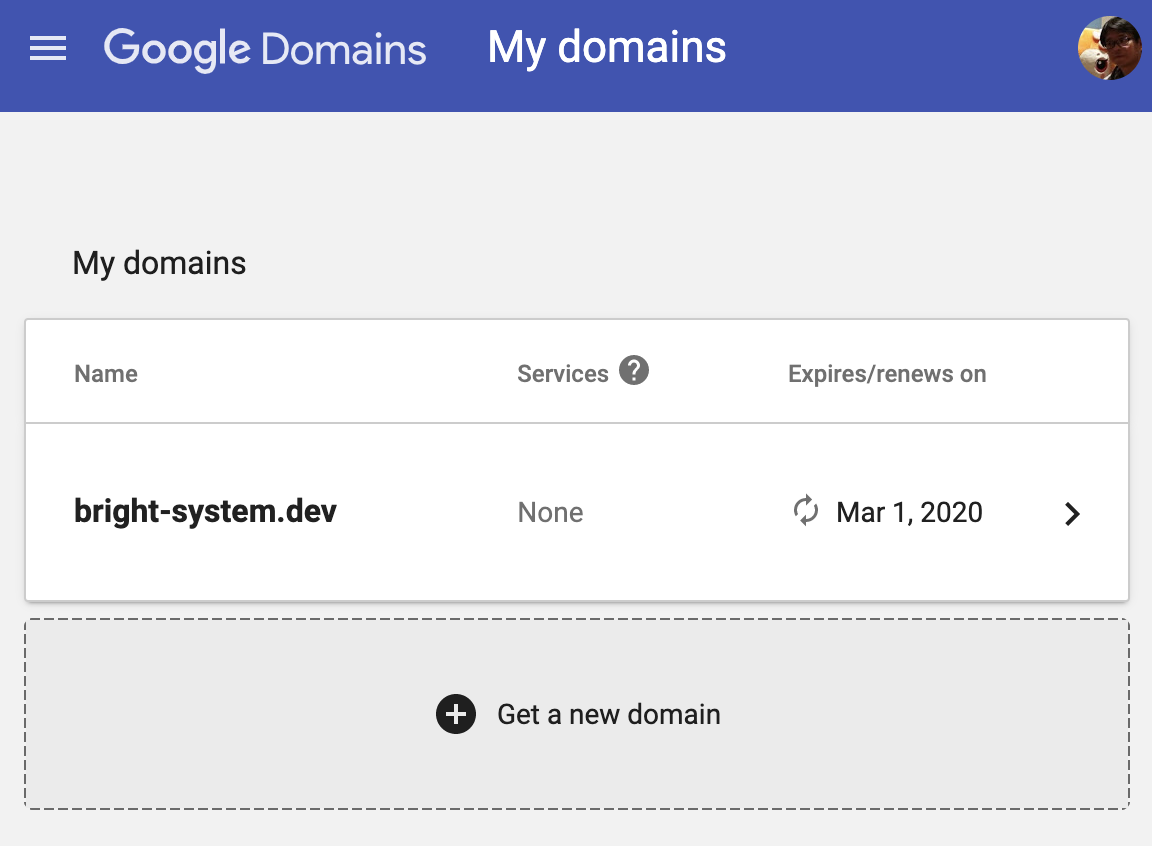 Google Domains My domains
My domains
Name Services ? Expires/renews on
bright-system.dev None Mar 1, 2020
Get a new domain